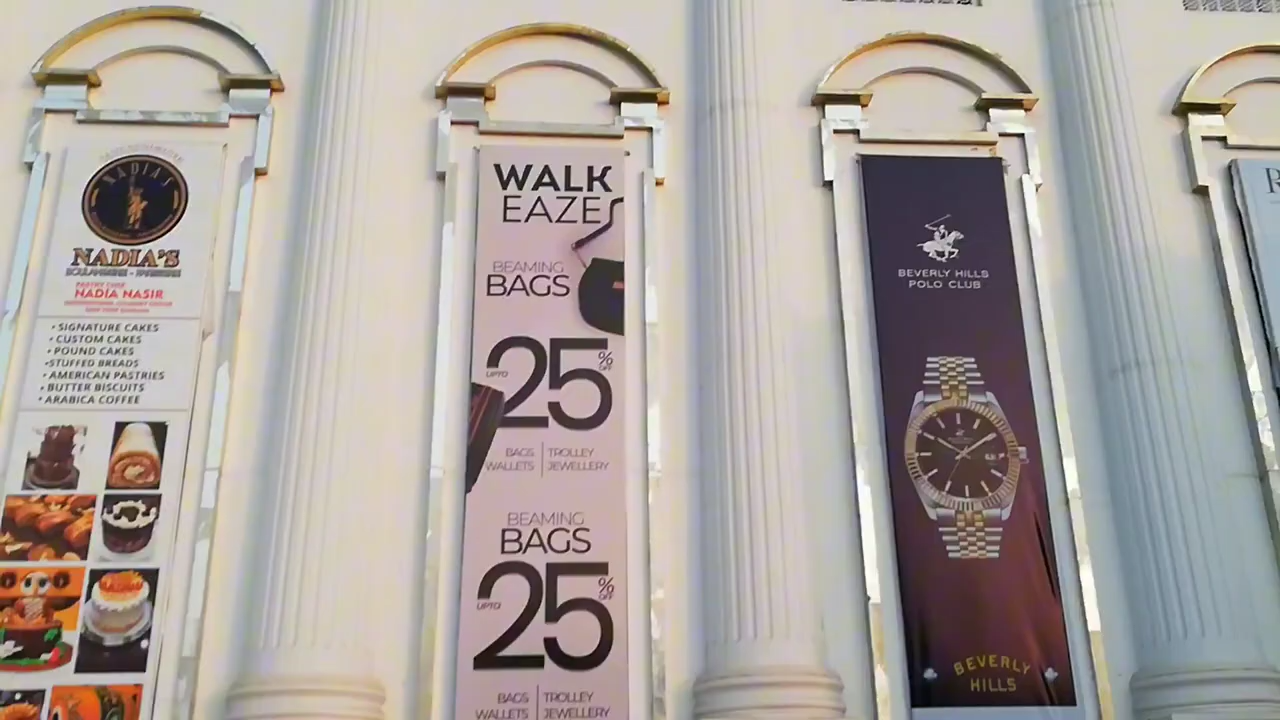 NADIA'S
NADIA'S
PASTRY CHEF
NADIA NASIR
• SIGNATURE CAKES
• CUSTOM CAKES
• POUND CAKES
•STUFFED BREADS
• AMERICAN PASTRIES
• BUTTER BISCUITS
• ARABICA COFFEE
WALK
EAZE
BEAMING
BAGS
UPTO 25% OFF
BAGS | TROLLEY
WALLETS | JEWELLERY
BEAMING
BAGS
UPTO 25% OFF
BAGS | TROLLEY
WALLETS | JEWELLERY
BEVERLY HILLS
POLO CLUB
BEVERLY
HILLS